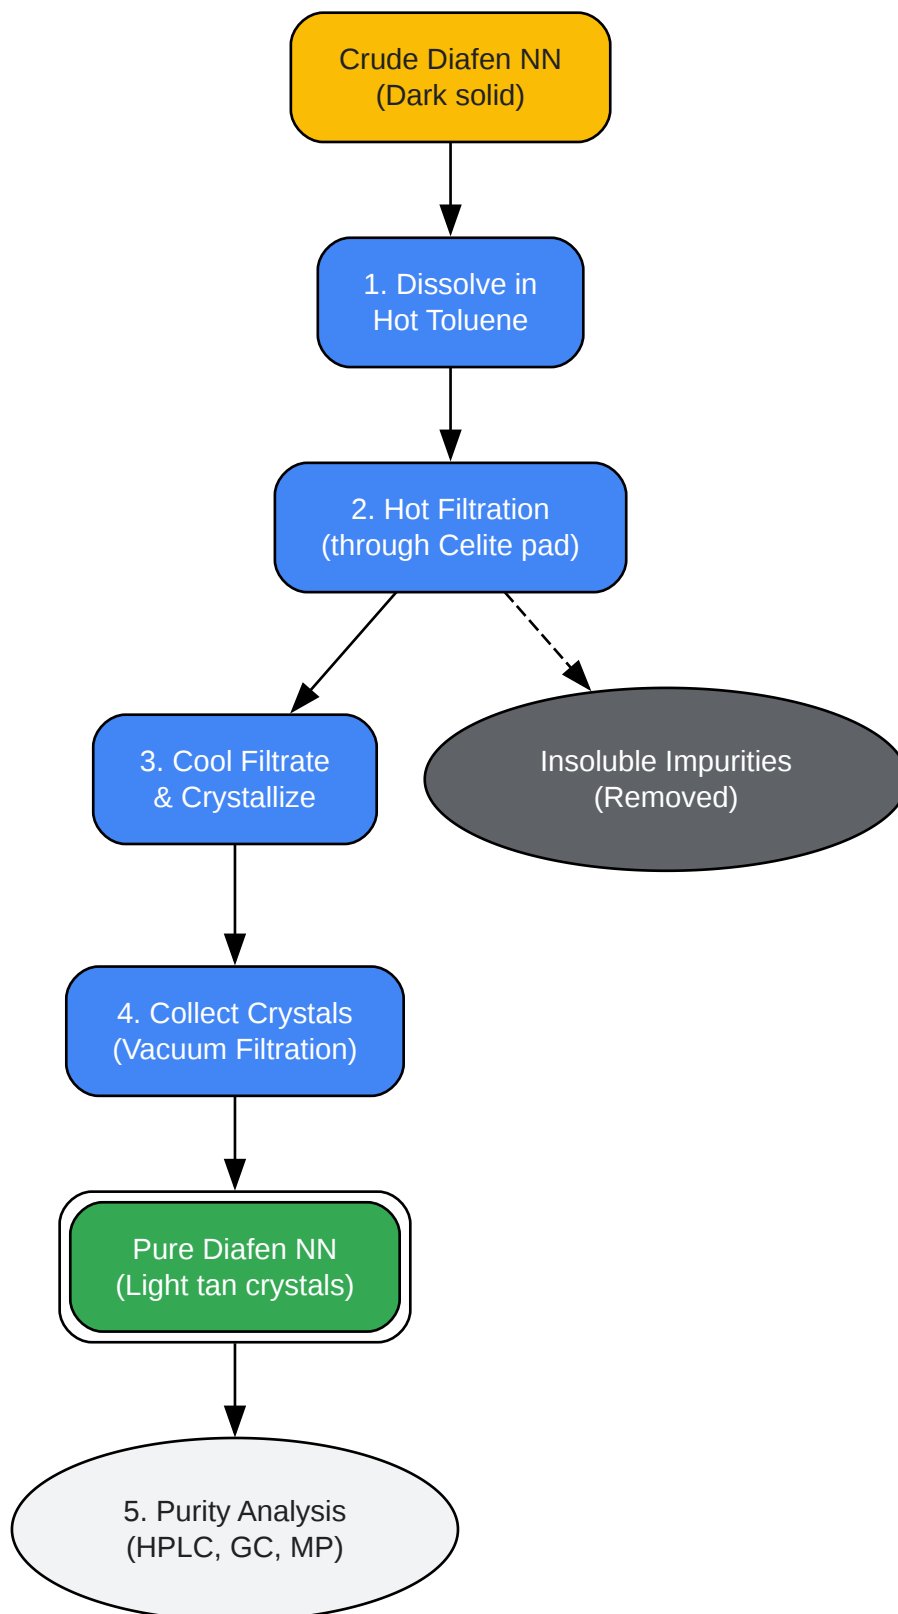 Crude Diafen NN
(Dark solid)
1. Dissolve in
Hot Toluene
2. Hot Filtration
(through Celite pad)
3. Cool Filtrate
& Crystallize
Insoluble Impurities
(Removed)
4. Collect Crystals
(Vacuum Filtration)
Pure Diafen NN
(Light tan crystals)
5. Purity Analysis
(HPLC, GC, MP)